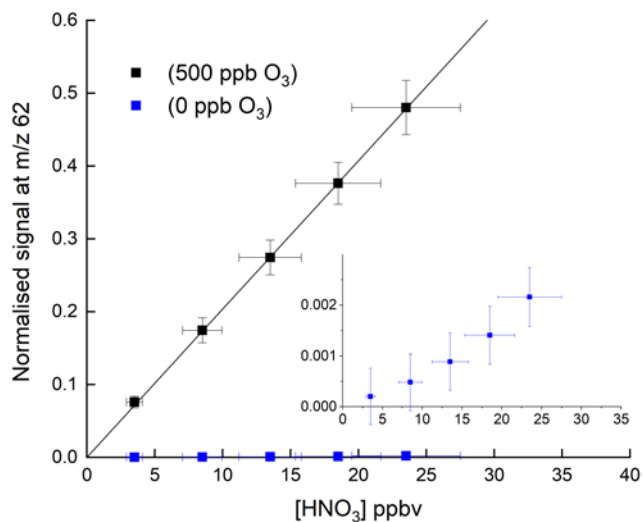 Normalised signal at m/z 62
0.6
0.5
0.4
0.3
0.2
0.1
0.0
(500 ppb O₃)
(0 ppb O₃)
0.002
0.001
0.000
0 5 10 15 20 25 30 35
0 5 10 15 20 25 30 35 40
[HNO₃] ppbv